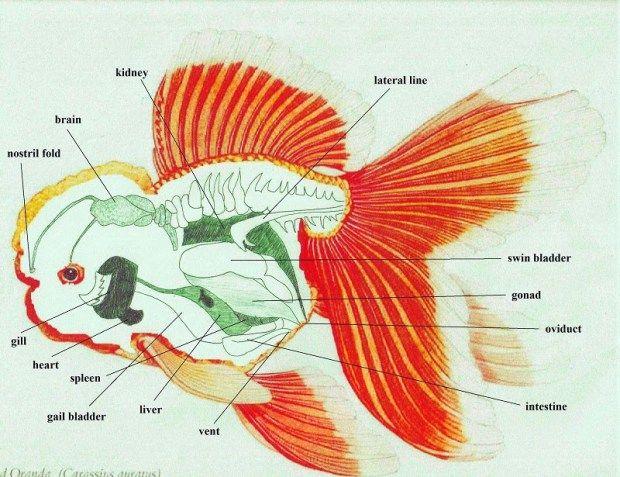 kidney
lateral line
brain
nostril fold
swin bladder
gonad
oviduct
gill
heart
spleen
gail bladder
liver
vent
intestine
d Oranda (Carassius auratus)